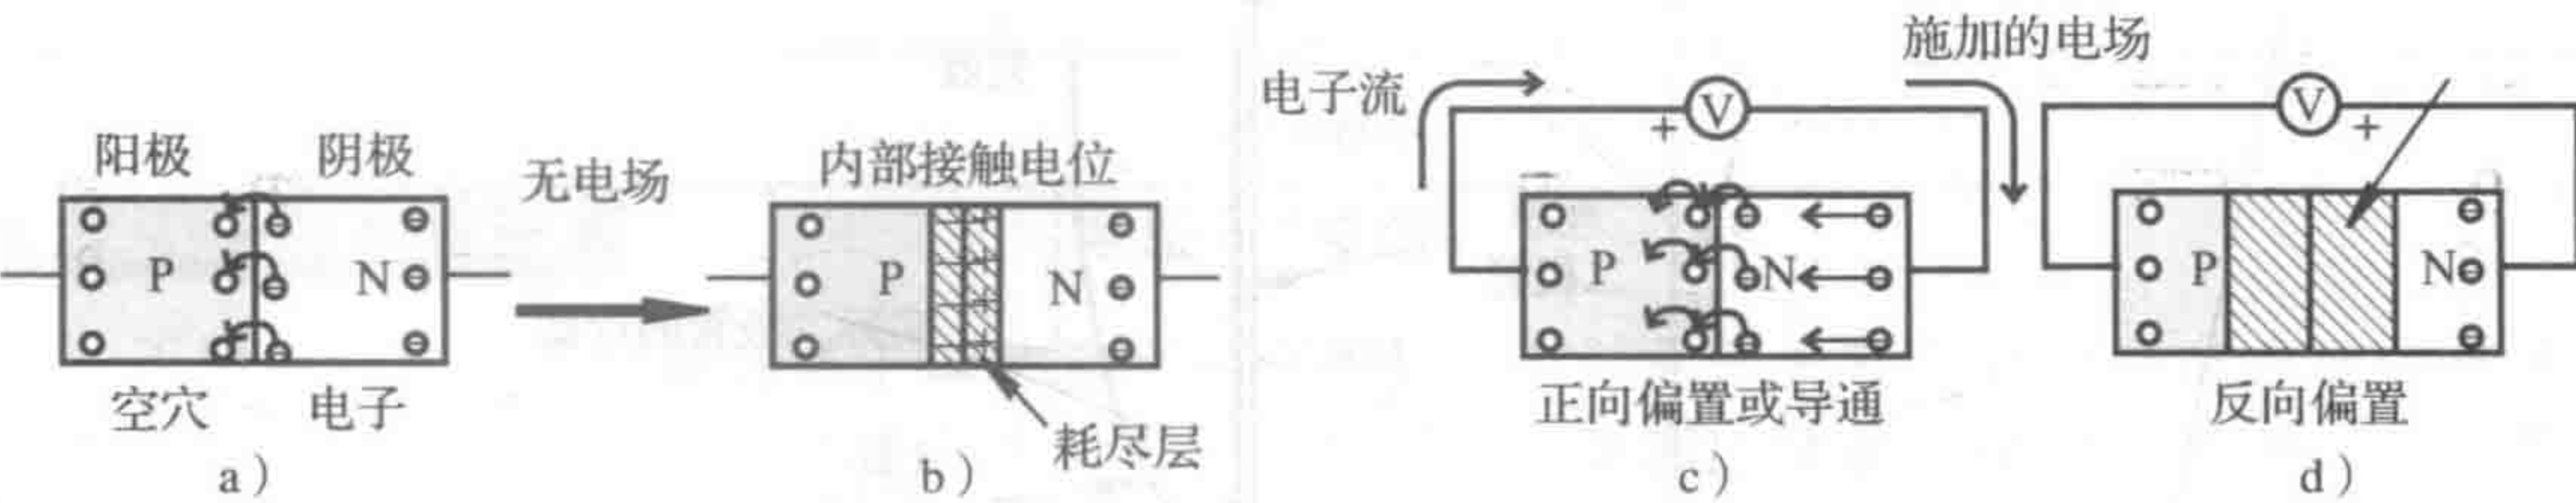 阳极 阴极
P N
空穴 电子
a)
无电场
内部接触电位
P N
耗尽层
b)
电子流
V
+
P N
正向偏置或导通
c)
施加的电场
V
+
P N
反向偏置
d)